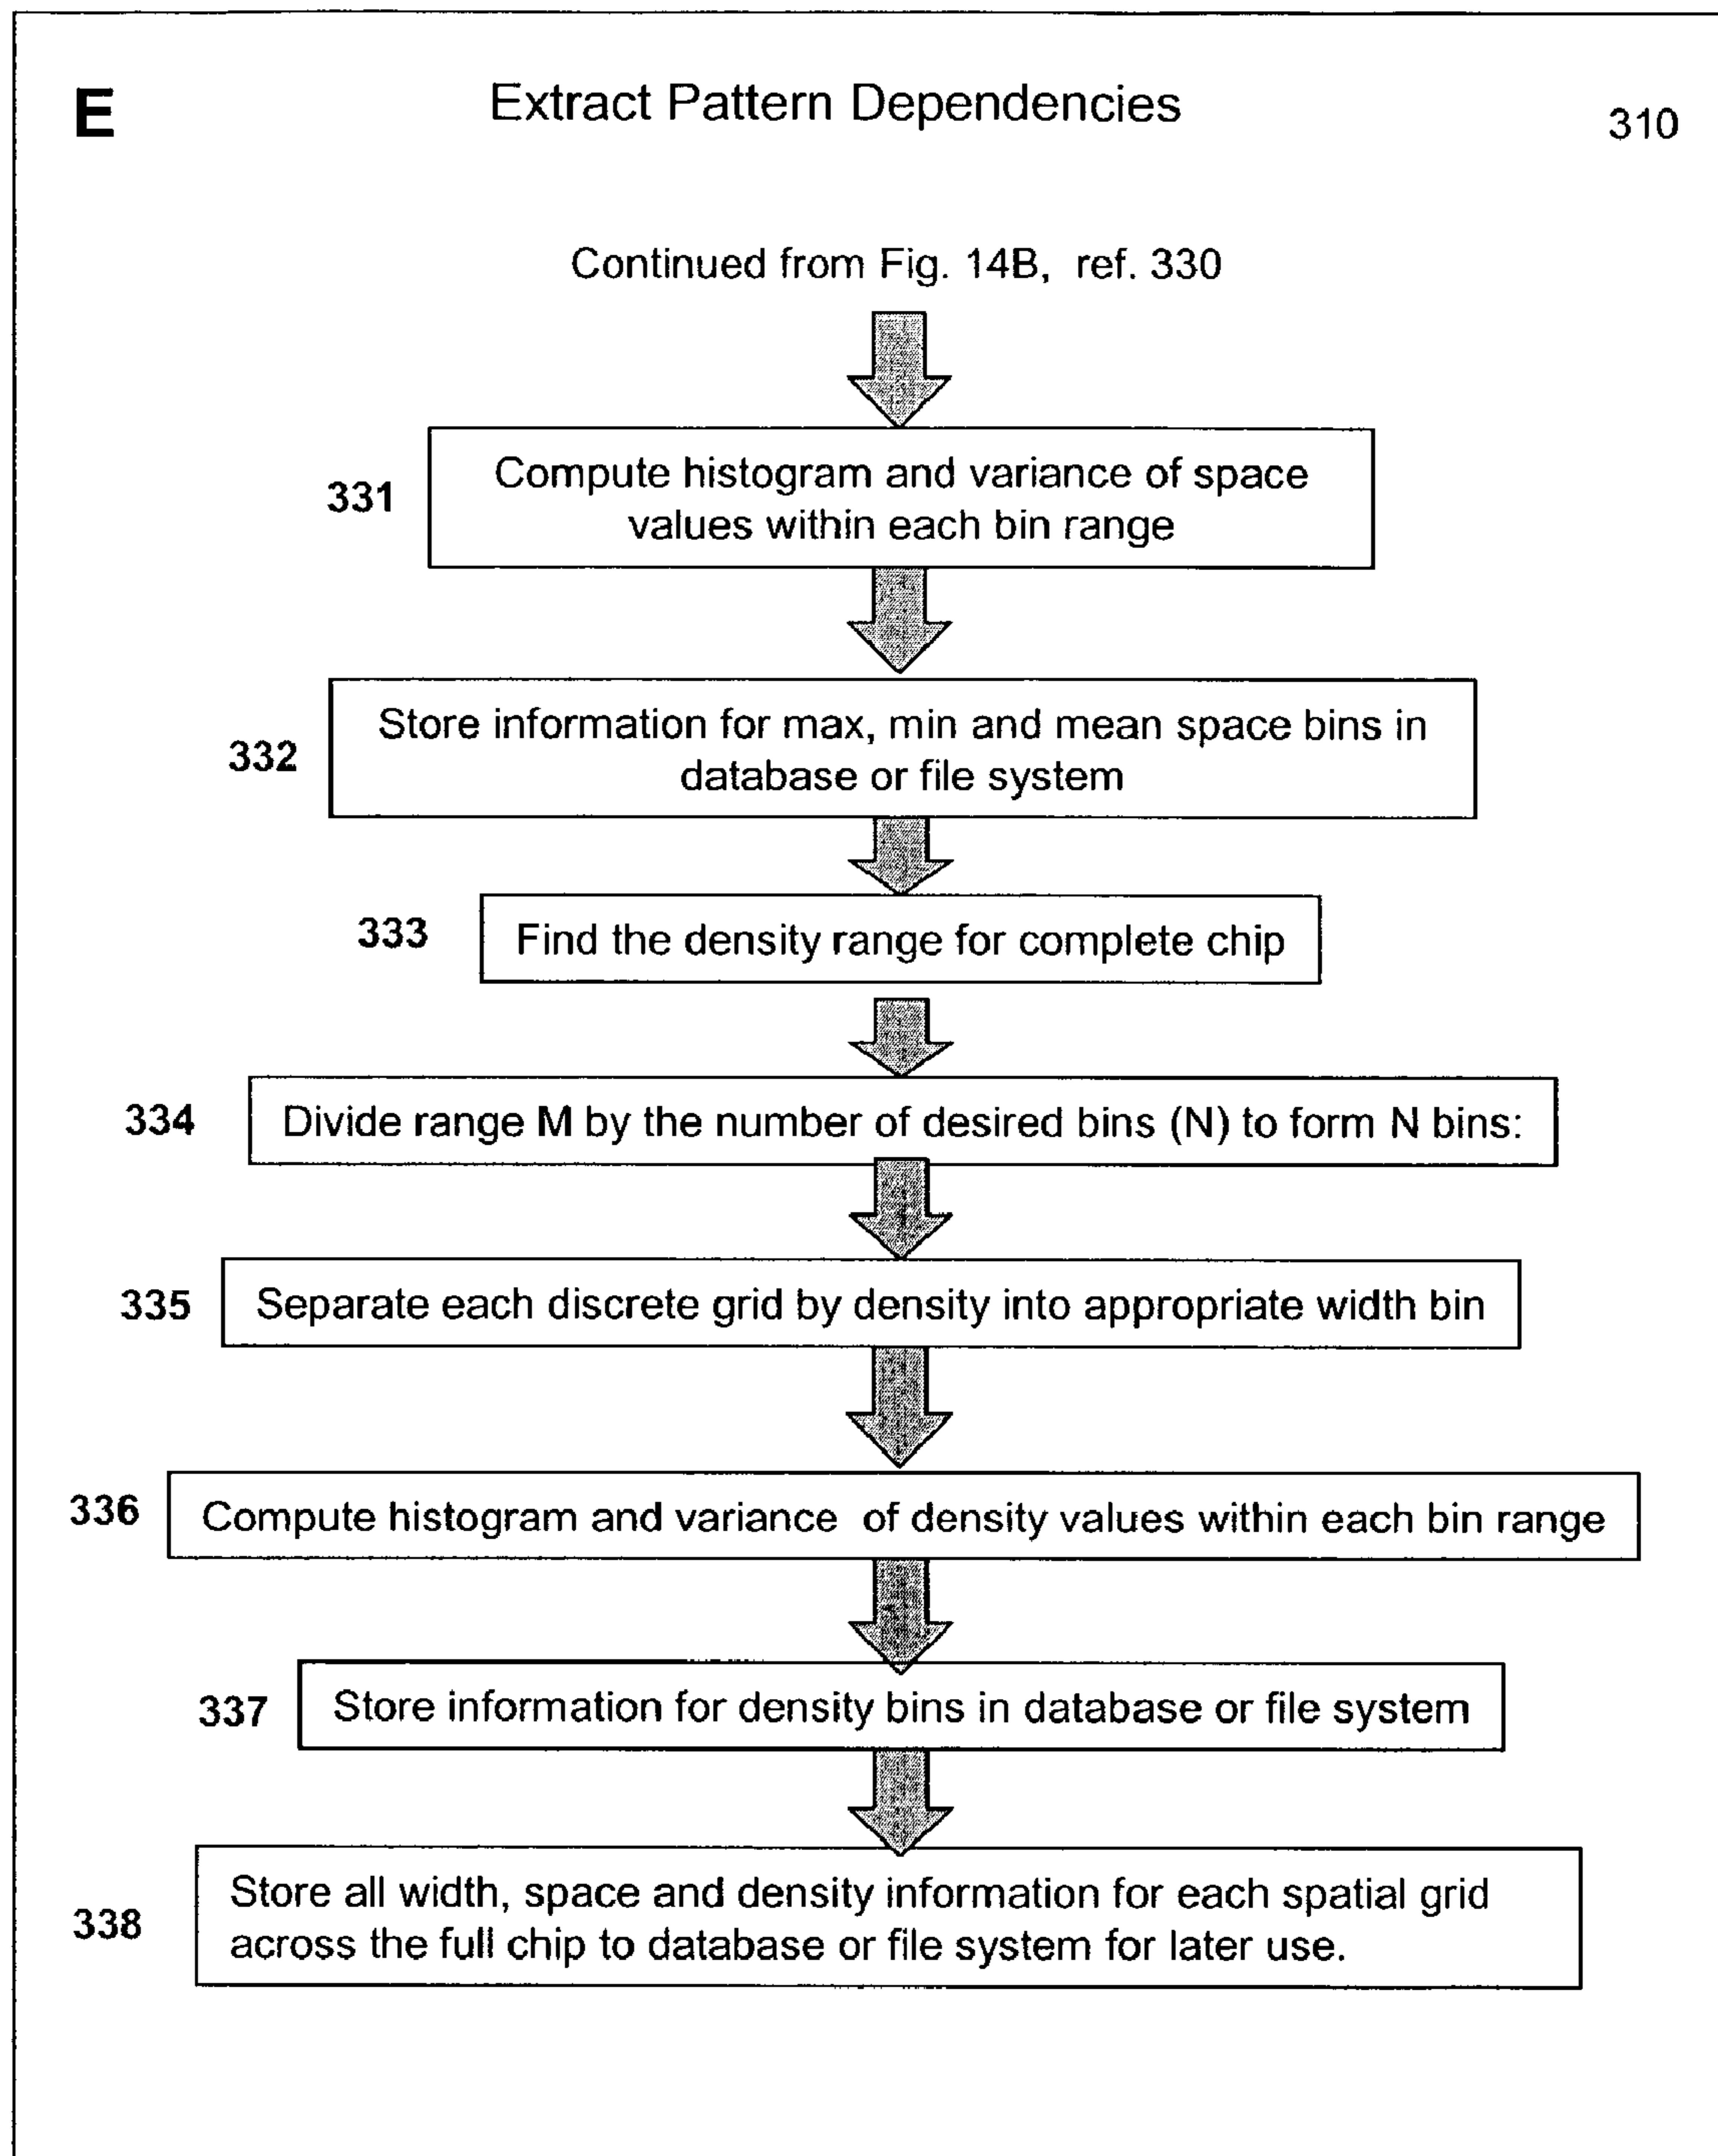 E Extract Pattern Dependencies 310
Continued from Fig. 14B, ref. 330
331 Compute histogram and variance of space
values within each bin range
332 Store information for max, min and mean space bins in
database or file system
333 Find the density range for complete chip
334 Divide range M by the number of desired bins (N) to form N bins:
335 Separate each discrete grid by density into appropriate width bin
336 Compute histogram and variance of density values within each bin range
337 Store information for density bins in database or file system
338 Store all width, space and density information for each spatial grid
across the full chip to database or file system for later use.